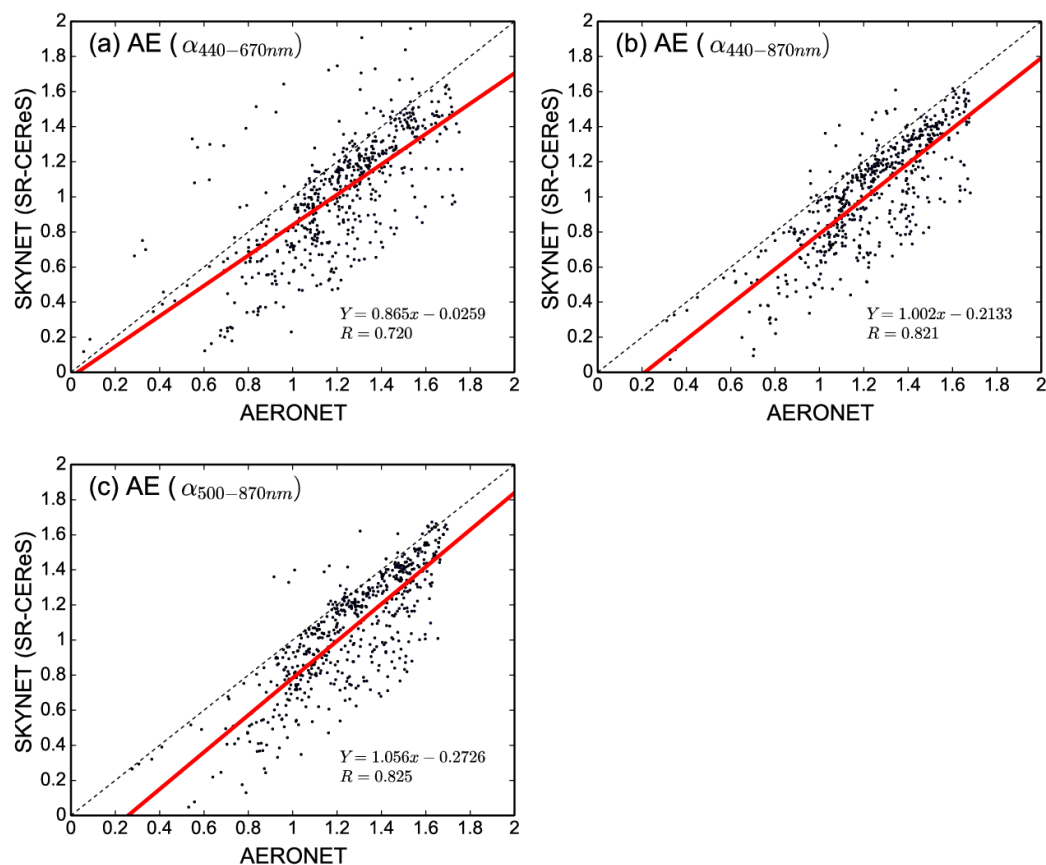 (a) AE (α440−670nm)
SKYNET (SR-CEReS)
2
1.8
1.6
1.4
1.2
1
0.8
0.6
0.4
0.2
0
Y = 0.865x − 0.0259
R = 0.720
0 0.2 0.4 0.6 0.8 1 1.2 1.4 1.6 1.8 2
AERONET
(b) AE (α440−870nm)
SKYNET (SR-CEReS)
2
1.8
1.6
1.4
1.2
1
0.8
0.6
0.4
0.2
0
Y = 1.002x − 0.2133
R = 0.821
0 0.2 0.4 0.6 0.8 1 1.2 1.4 1.6 1.8 2
AERONET
(c) AE (α500−870nm)
SKYNET (SR-CEReS)
2
1.8
1.6
1.4
1.2
1
0.8
0.6
0.4
0.2
0
Y = 1.056x − 0.2726
R = 0.825
0 0.2 0.4 0.6 0.8 1 1.2 1.4 1.6 1.8 2
AERONET